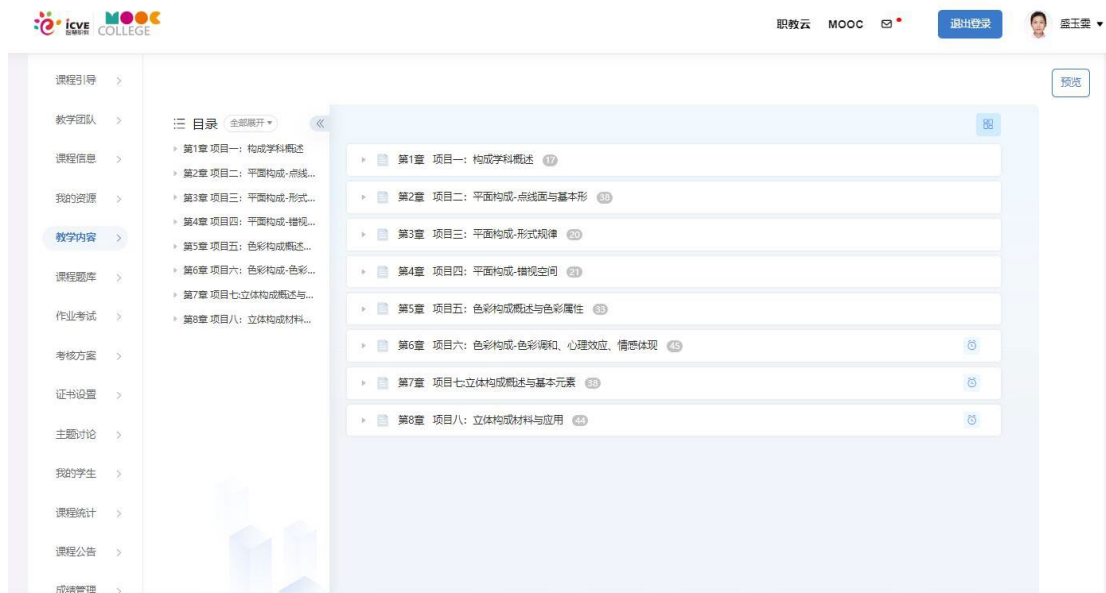 icve MOOC
智慧职教 COLLEGE
职教云 MOOC 退出登录 盛玉雯
预览
课程引导
教学团队
课程信息
我的资源
教学内容
课程题库
作业考试
考核方案
证书设置
主题讨论
我的学生
课程统计
课程公告
成绩管理
目录 全部展开
第1章 项目一：构成学科概述
第2章 项目二：平面构成-点线...
第3章 项目三：平面构成-形式...
第4章 项目四：平面构成-错视...
第5章 项目五：色彩构成概述...
第6章 项目六：色彩构成-色彩...
第7章 项目七:立体构成概述与...
第8章 项目八：立体构成材料...
第1章 项目一：构成学科概述 17
第2章 项目二：平面构成-点线面与基本形 38
第3章 项目三：平面构成-形式规律 20
第4章 项目四：平面构成-错视空间 21
第5章 项目五：色彩构成概述与色彩属性 33
第6章 项目六：色彩构成-色彩调和、心理效应、情感体现 45
第7章 项目七:立体构成概述与基本元素 38
第8章 项目八：立体构成材料与应用 44